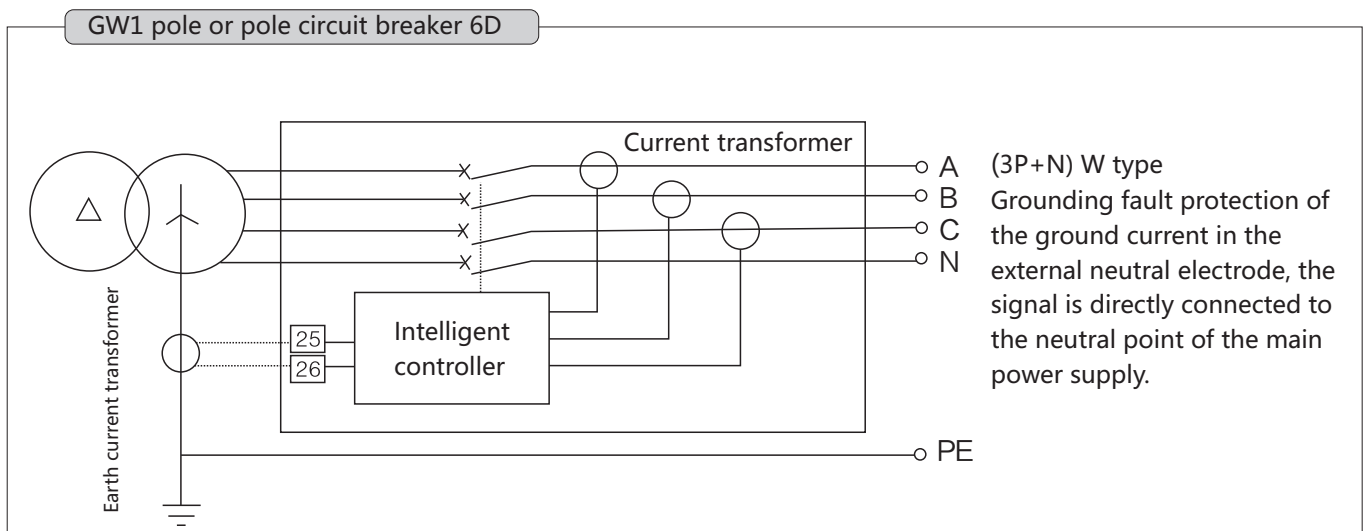 GW1 pole or pole circuit breaker 6D
Current transformer
A
B
C
N
(3P+N) W type
Grounding fault protection of
the ground current in the
external neutral electrode, the
signal is directly connected to
the neutral point of the main
power supply.
Earth current transformer
25
26
Intelligent
controller
PE